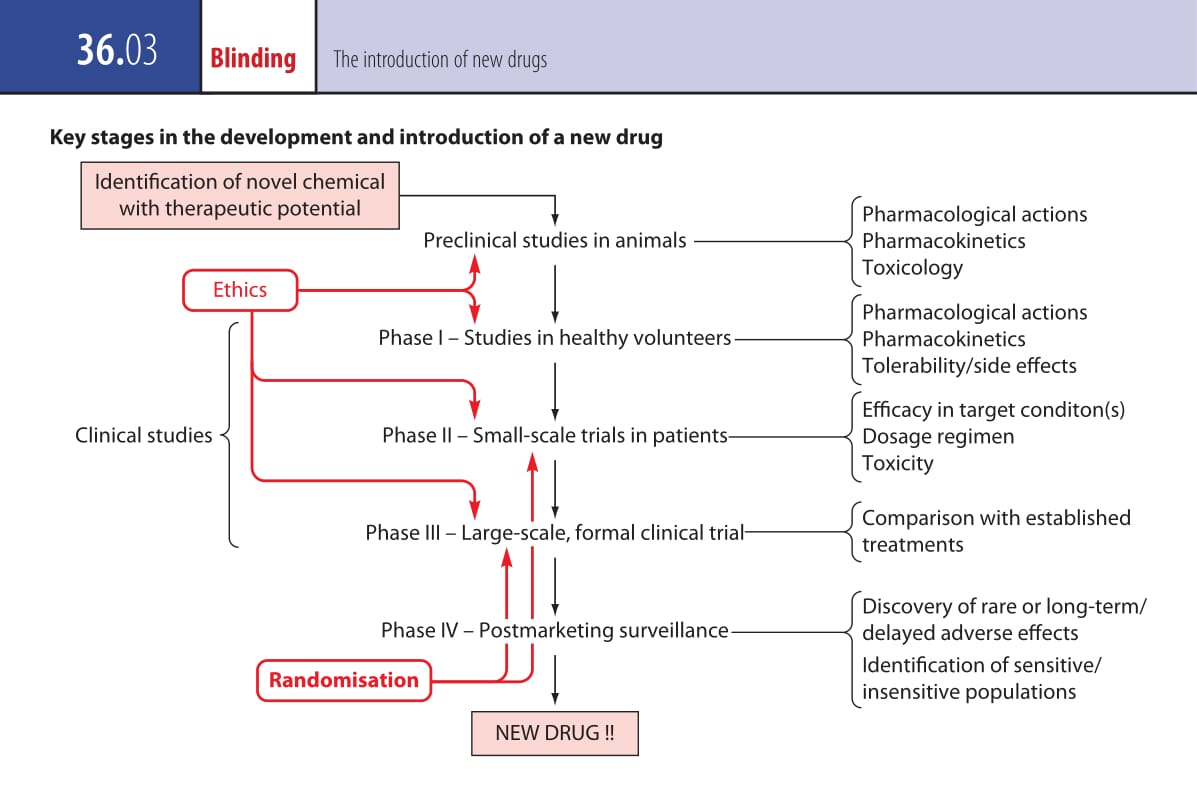 36.03
Blinding
The introduction of new drugs
Key stages in the development and introduction of a new drug
Identification of novel chemical
with therapeutic potential
Preclinical studies in animals
Pharmacological actions
Pharmacokinetics
Toxicology
Ethics
Phase I – Studies in healthy volunteers
Pharmacological actions
Pharmacokinetics
Tolerability/side effects
Clinical studies
Phase II – Small-scale trials in patients
Efficacy in target conditon(s)
Dosage regimen
Toxicity
Phase III – Large-scale, formal clinical trial
Comparison with established
treatments
Phase IV – Postmarketing surveillance
Discovery of rare or long-term/
delayed adverse effects
Identification of sensitive/
insensitive populations
Randomisation
NEW DRUG !!